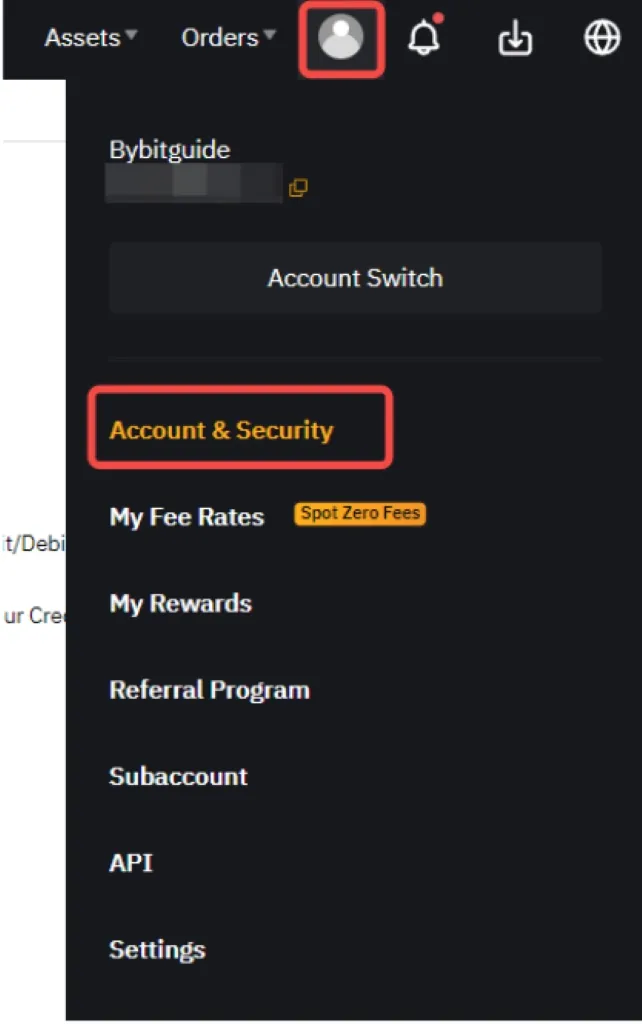 Assets Orders
Bybitguide
Account Switch
Account & Security
My Fee Rates Spot Zero Fees
it/Debi
My Rewards
ur Cre
Referral Program
Subaccount
API
Settings